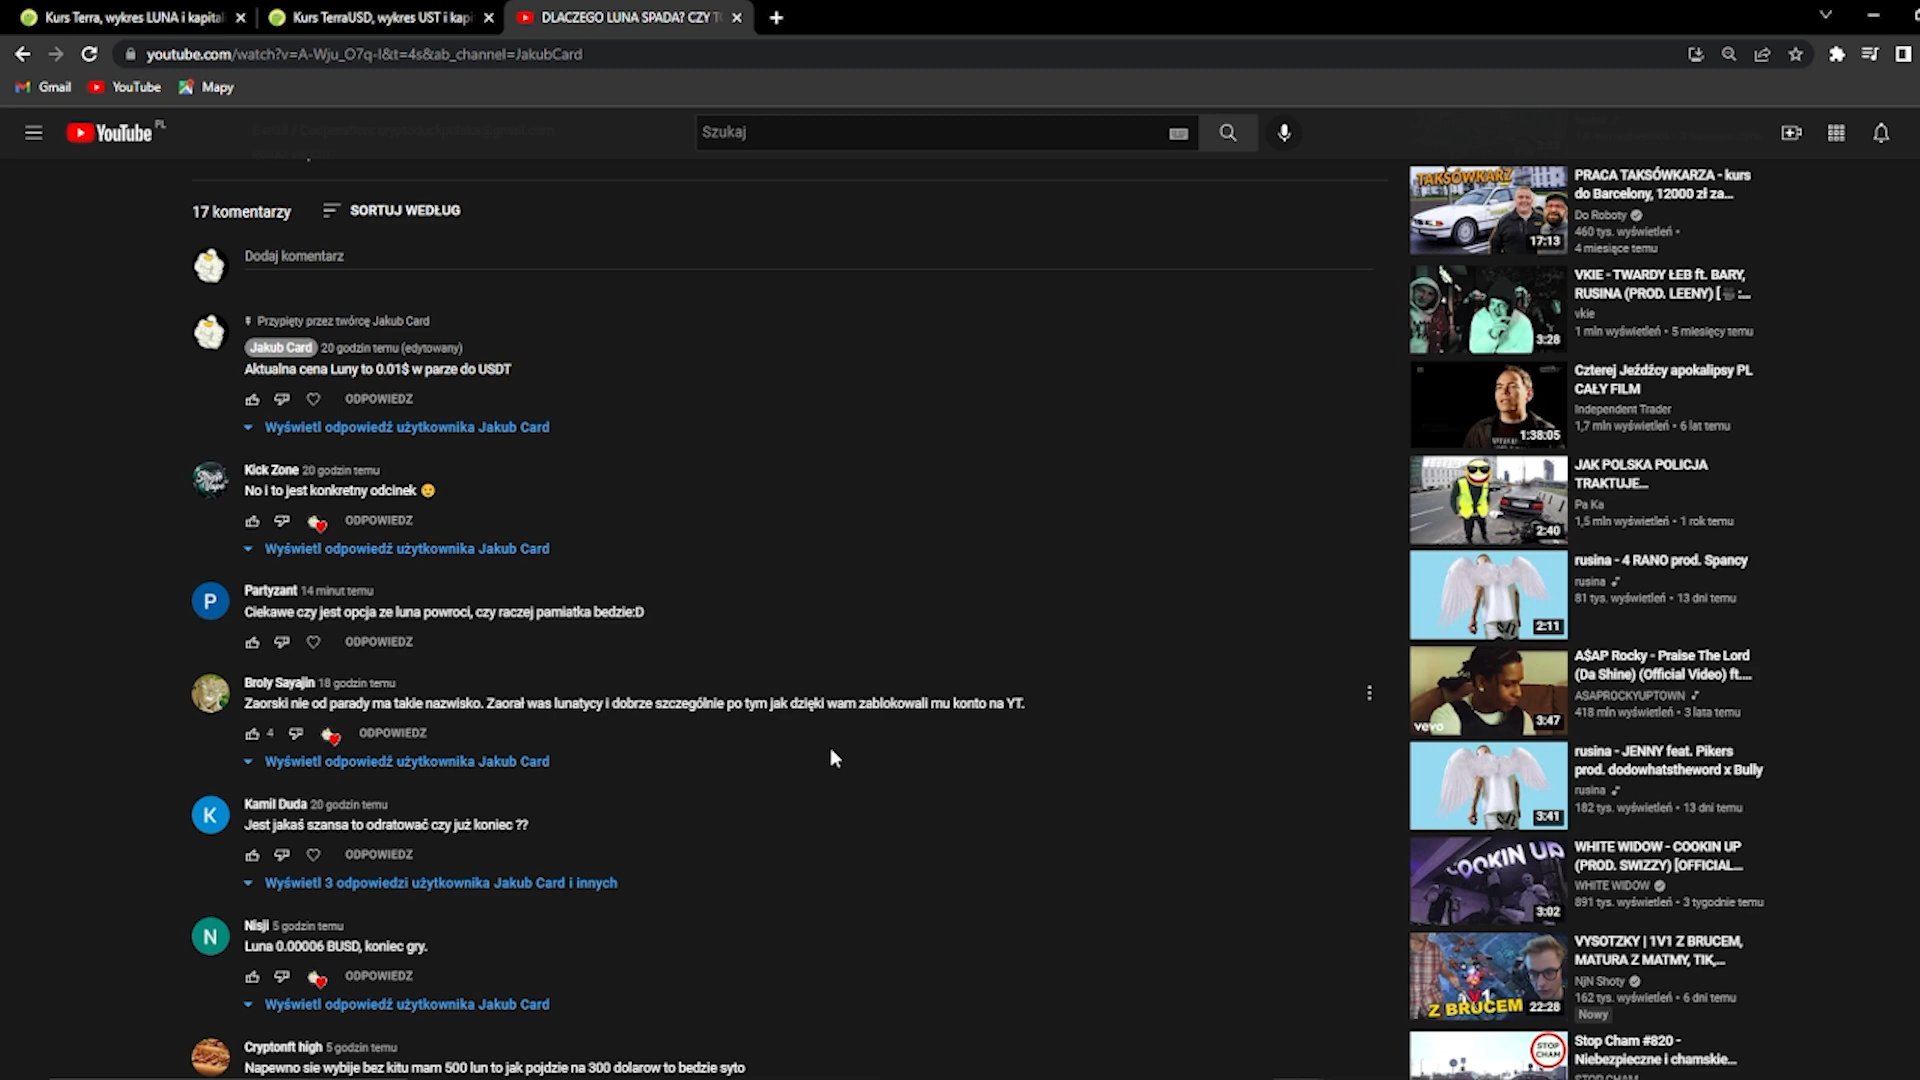 Kurs Terra, wykres LUNA i kapital
Kurs TerraUSD, wykres UST i kapi
DLACZEGO LUNA SPADA? CZY T
youtube.com/watch?v=A-Wju_O7q-I&t=4s&ab_channel=JakubCard
Gmail
YouTube
Mapy
YouTube PL
Szukaj
17 komentarzy
SORTUJ WEDŁUG
Dodaj komentarz
Przypięty przez twórcę Jakub Card
Jakub Card 20 godzin temu (edytowany)
Aktualna cena Luny to 0.01$ w parze do USDT
ODPOWIEDZ
Wyświetl odpowiedź użytkownika Jakub Card
Kick Zone 20 godzin temu
No i to jest konkretny odcinek 😉
ODPOWIEDZ
Wyświetl odpowiedź użytkownika Jakub Card
P
Partyzant 14 minut temu
Ciekawe czy jest opcja ze luna powroci, czy raczej pamiatka bedzie:D
ODPOWIEDZ
Broly Sayajin 18 godzin temu
Zaorski nie od parady ma takie nazwisko. Zaorał was lunatycy i dobrze szczególnie po tym jak dzięki wam zablokowali mu konto na YT.
4
ODPOWIEDZ
Wyświetl odpowiedź użytkownika Jakub Card
K
Kamil Duda 20 godzin temu
Jest jakaś szansa to odratować czy już koniec ??
ODPOWIEDZ
Wyświetl 3 odpowiedzi użytkownika Jakub Card i innych
N
Nisji 5 godzin temu
Luna 0.00006 BUSD, koniec gry.
ODPOWIEDZ
Wyświetl odpowiedź użytkownika Jakub Card
Cryptonft high 5 godzin temu
Napewno sie wybije bez kitu mam 500 lun to jak pojdzie na 300 dolarow to bedzie syto
TAKSÓWKARZ
17:13
PRACA TAKSÓWKARZA - kurs
do Barcelony, 12000 zł za...
Do Roboty
460 tys. wyświetleń •
4 miesiące temu
3:28
VKIE - TWARDY ŁEB ft. BARY,
RUSINA (PROD. LEENY) [🎥 :...
vkie
1 mln wyświetleń • 5 miesięcy temu
1:38:05
Czterej Jeźdźcy apokalipsy PL
CAŁY FILM
Independent Trader
1,7 mln wyświetleń • 6 lat temu
2:40
JAK POLSKA POLICJA
TRAKTUJE...
Pa Ka
1,5 mln wyświetleń • 1 rok temu
2:11
rusina - 4 RANO prod. Spancy
rusina
81 tys. wyświetleń • 13 dni temu
vevo
3:47
A$AP Rocky - Praise The Lord
(Da Shine) (Official Video) ft....
ASAPROCKYUPTOWN
418 mln wyświetleń • 3 lata temu
3:41
rusina - JENNY feat. Pikers
prod. dodowhatstheword x Bully
rusina
182 tys. wyświetleń • 13 dni temu
COOKIN UP
3:02
WHITE WIDOW - COOKIN UP
(PROD. SWIZZY) [OFFICIAL...
WHITE WIDOW
891 tys. wyświetleń • 3 tygodnie temu
1V1
Z BRUCEM
22:28
VYSOTZKY | 1V1 Z BRUCEM,
MATURA Z MATMY, TIK,...
NjN Shoty
162 tys. wyświetleń • 6 dni temu
Nowy
STOP
CHAM
Stop Cham #820 -
Niebezpieczne i chamskie...
STOP CHAM